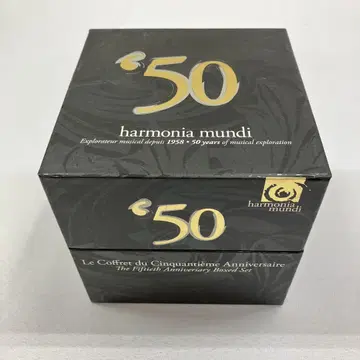 50
harmonia mundi
Explorateur musical depuis 1958 • 50 years of musical exploration
harmonia
mundi
50
Le Coffret du Cinquantième Anniversaire
The Fiftieth Anniversary Boxed Set